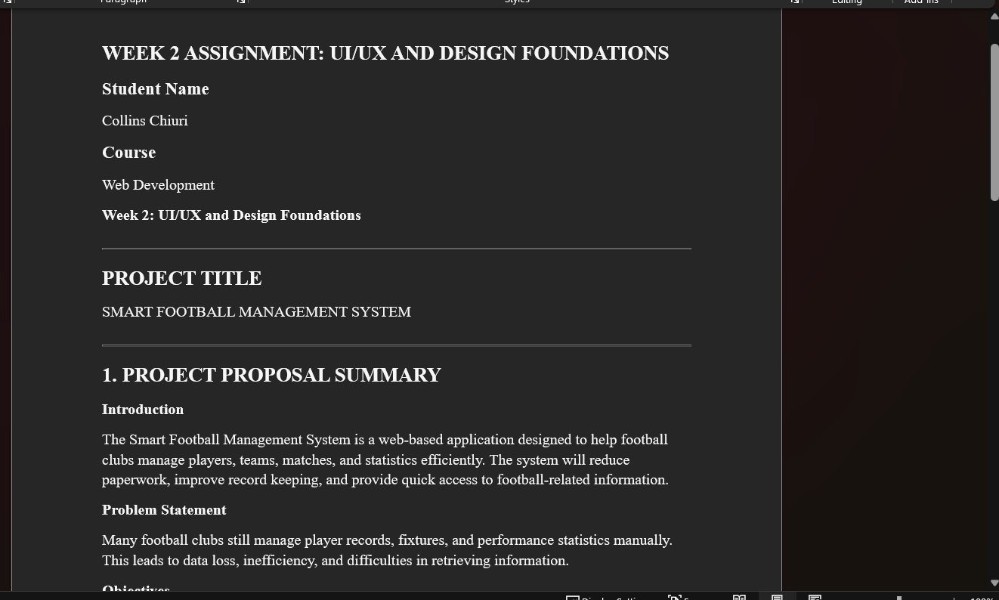 Paragraph
Styles
Editing
Add-ins
WEEK 2 ASSIGNMENT: UI/UX AND DESIGN FOUNDATIONS
Student Name
Collins Chiuri
Course
Web Development
Week 2: UI/UX and Design Foundations
PROJECT TITLE
SMART FOOTBALL MANAGEMENT SYSTEM
1. PROJECT PROPOSAL SUMMARY
Introduction
The Smart Football Management System is a web-based application designed to help football
clubs manage players, teams, matches, and statistics efficiently. The system will reduce
paperwork, improve record keeping, and provide quick access to football-related information.
Problem Statement
Many football clubs still manage player records, fixtures, and performance statistics manually.
This leads to data loss, inefficiency, and difficulties in retrieving information.
Objectives